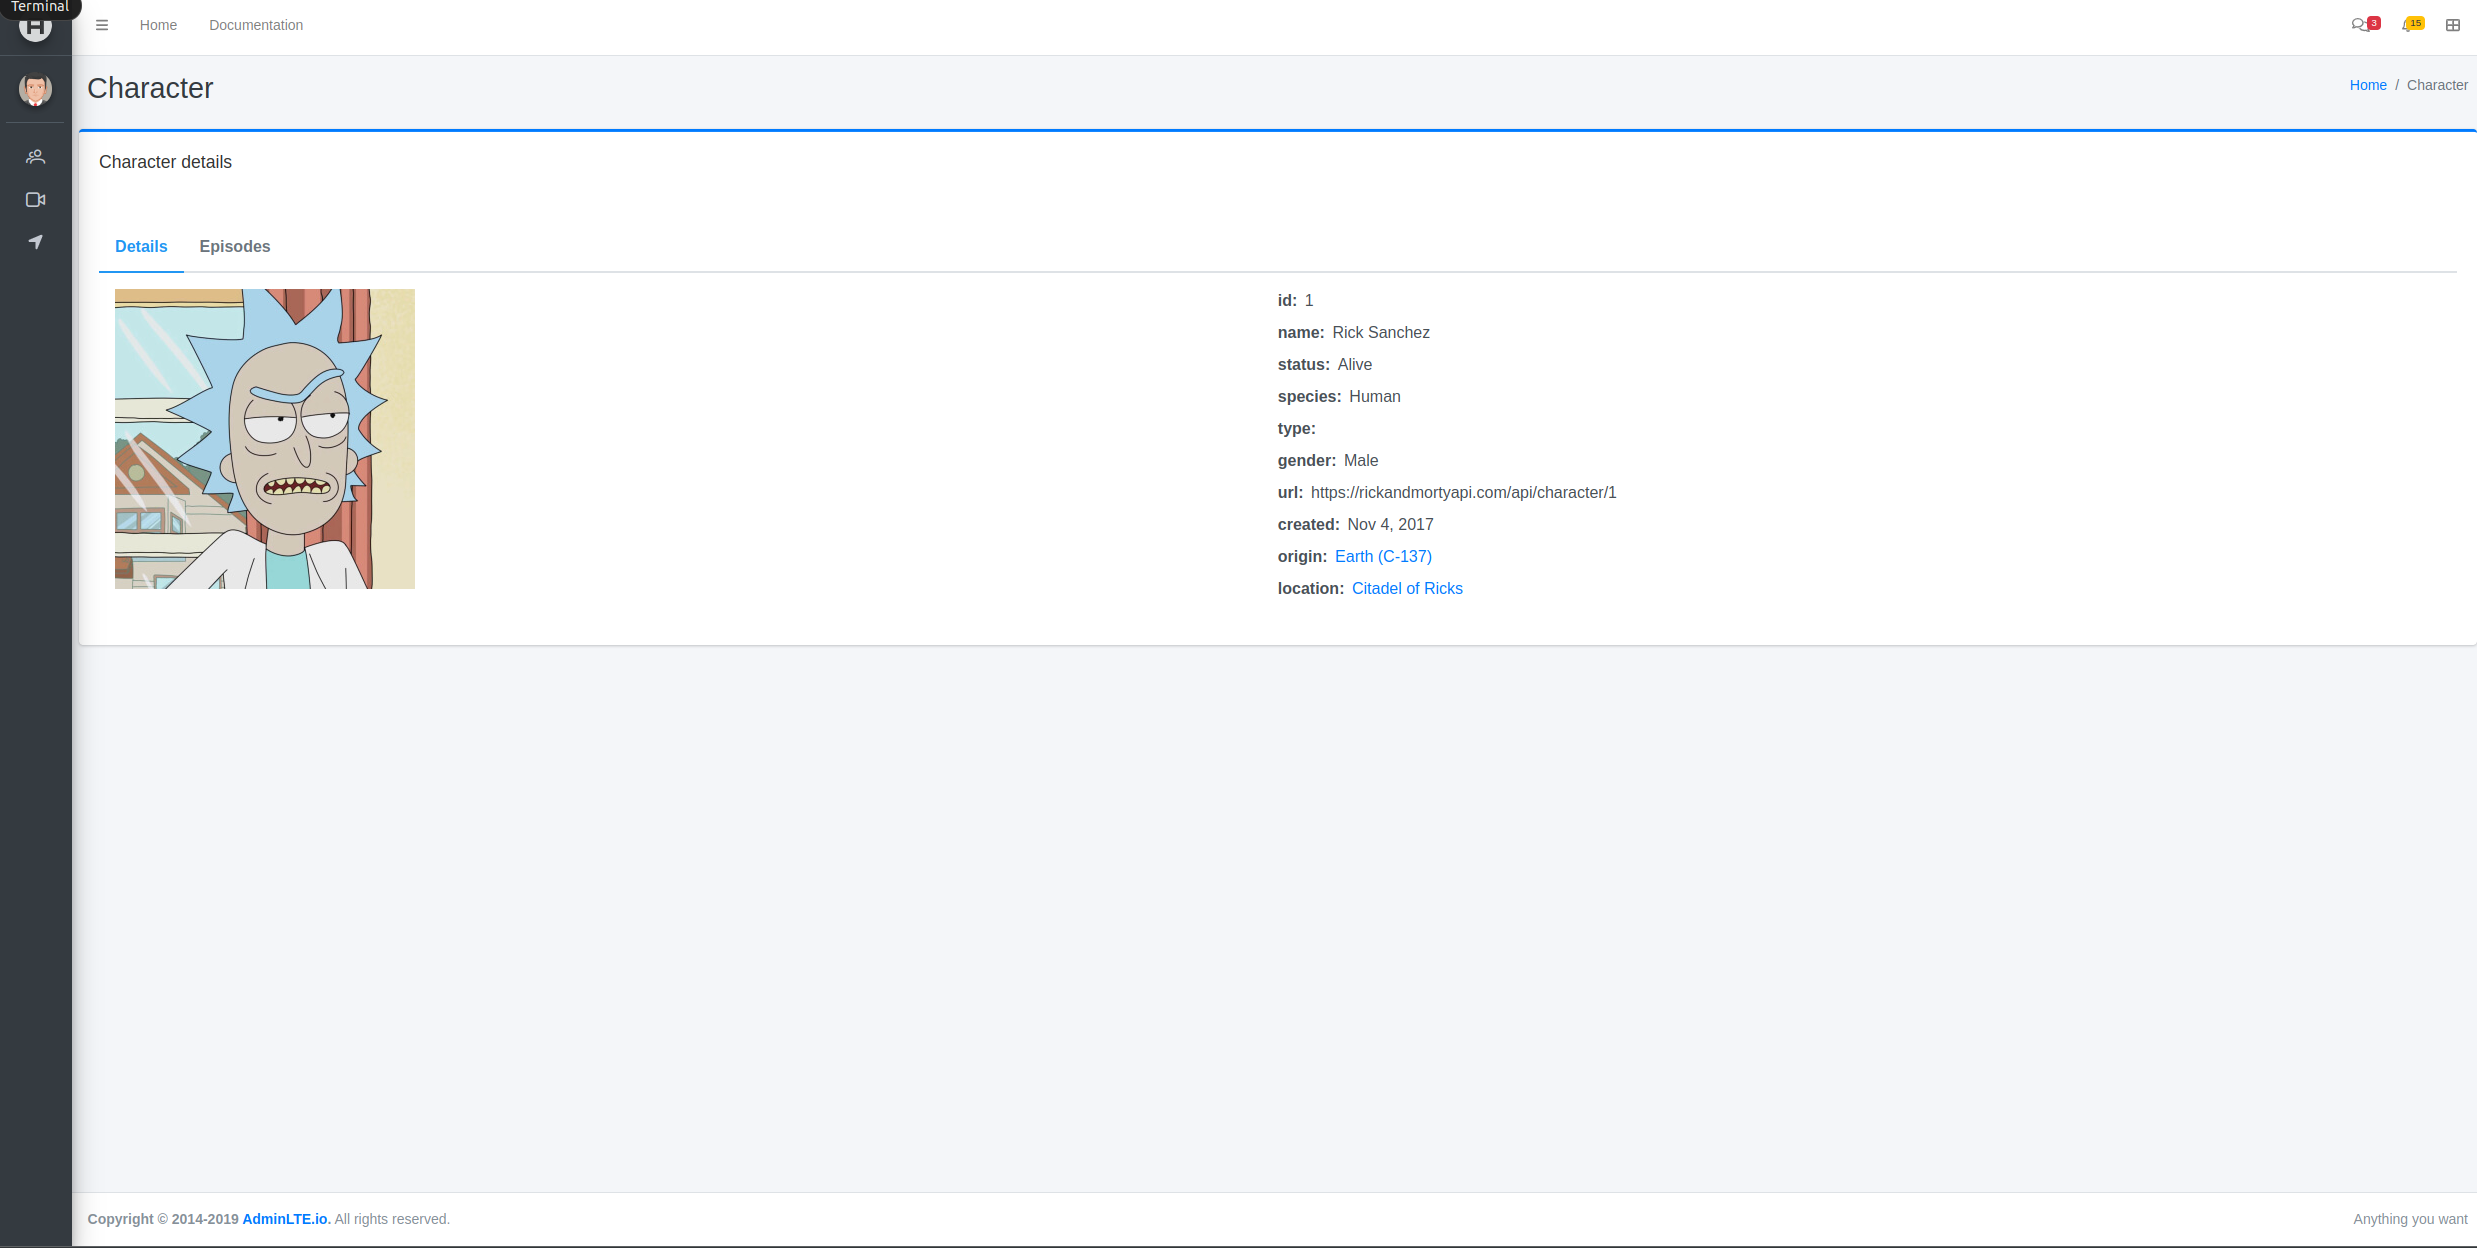 Terminal
Home Documentation 3 15
Character
Home / Character
Character details
Details Episodes
id: 1
name: Rick Sanchez
status: Alive
species: Human
type:
gender: Male
url: https://rickandmortyapi.com/api/character/1
created: Nov 4, 2017
origin: Earth (C-137)
location: Citadel of Ricks
Copyright © 2014-2019 AdminLTE.io. All rights reserved.
Anything you want